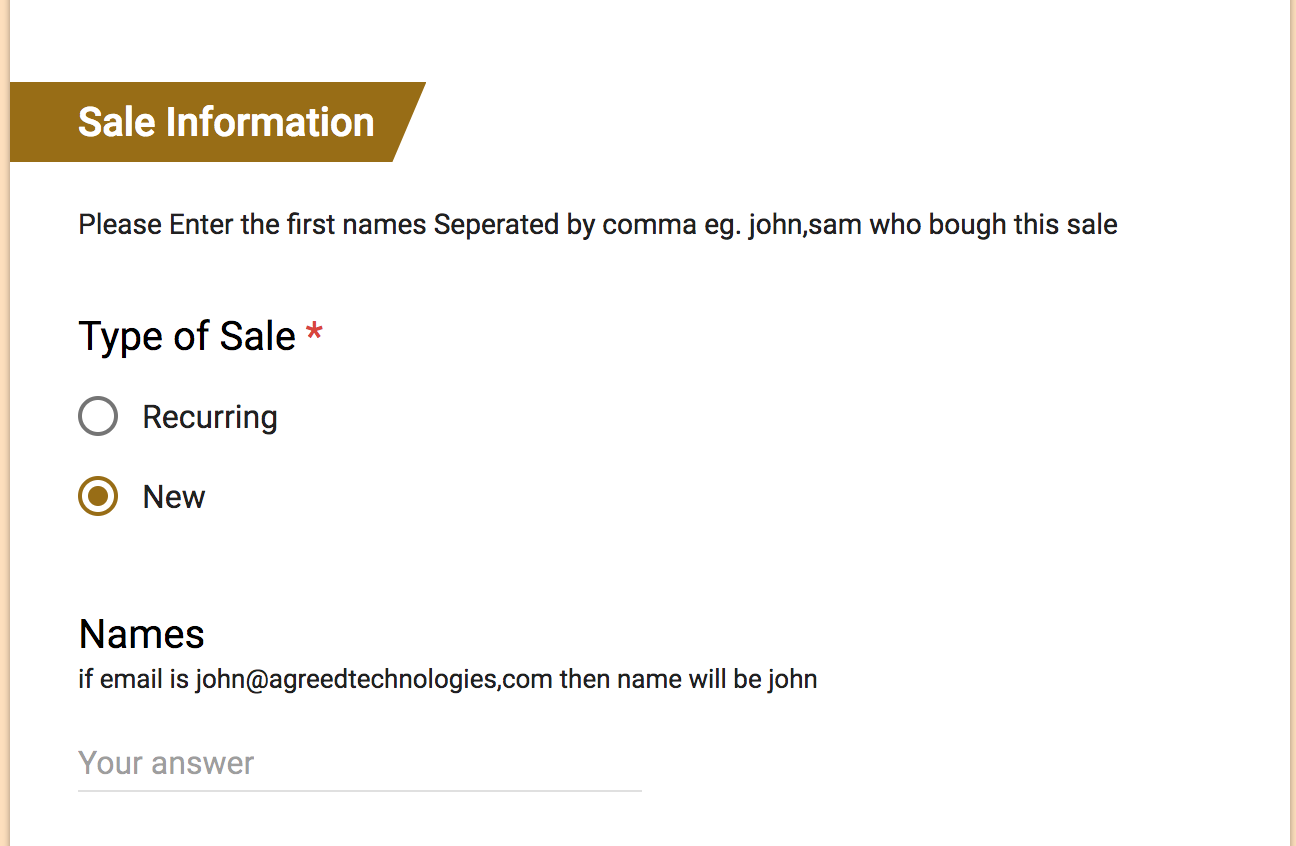 Sale Information
Please Enter the first names Seperated by comma eg. john,sam who bough this sale
Type of Sale *
Recurring
New
Names
if email is john@agreedtechnologies,com then name will be john
Your answer